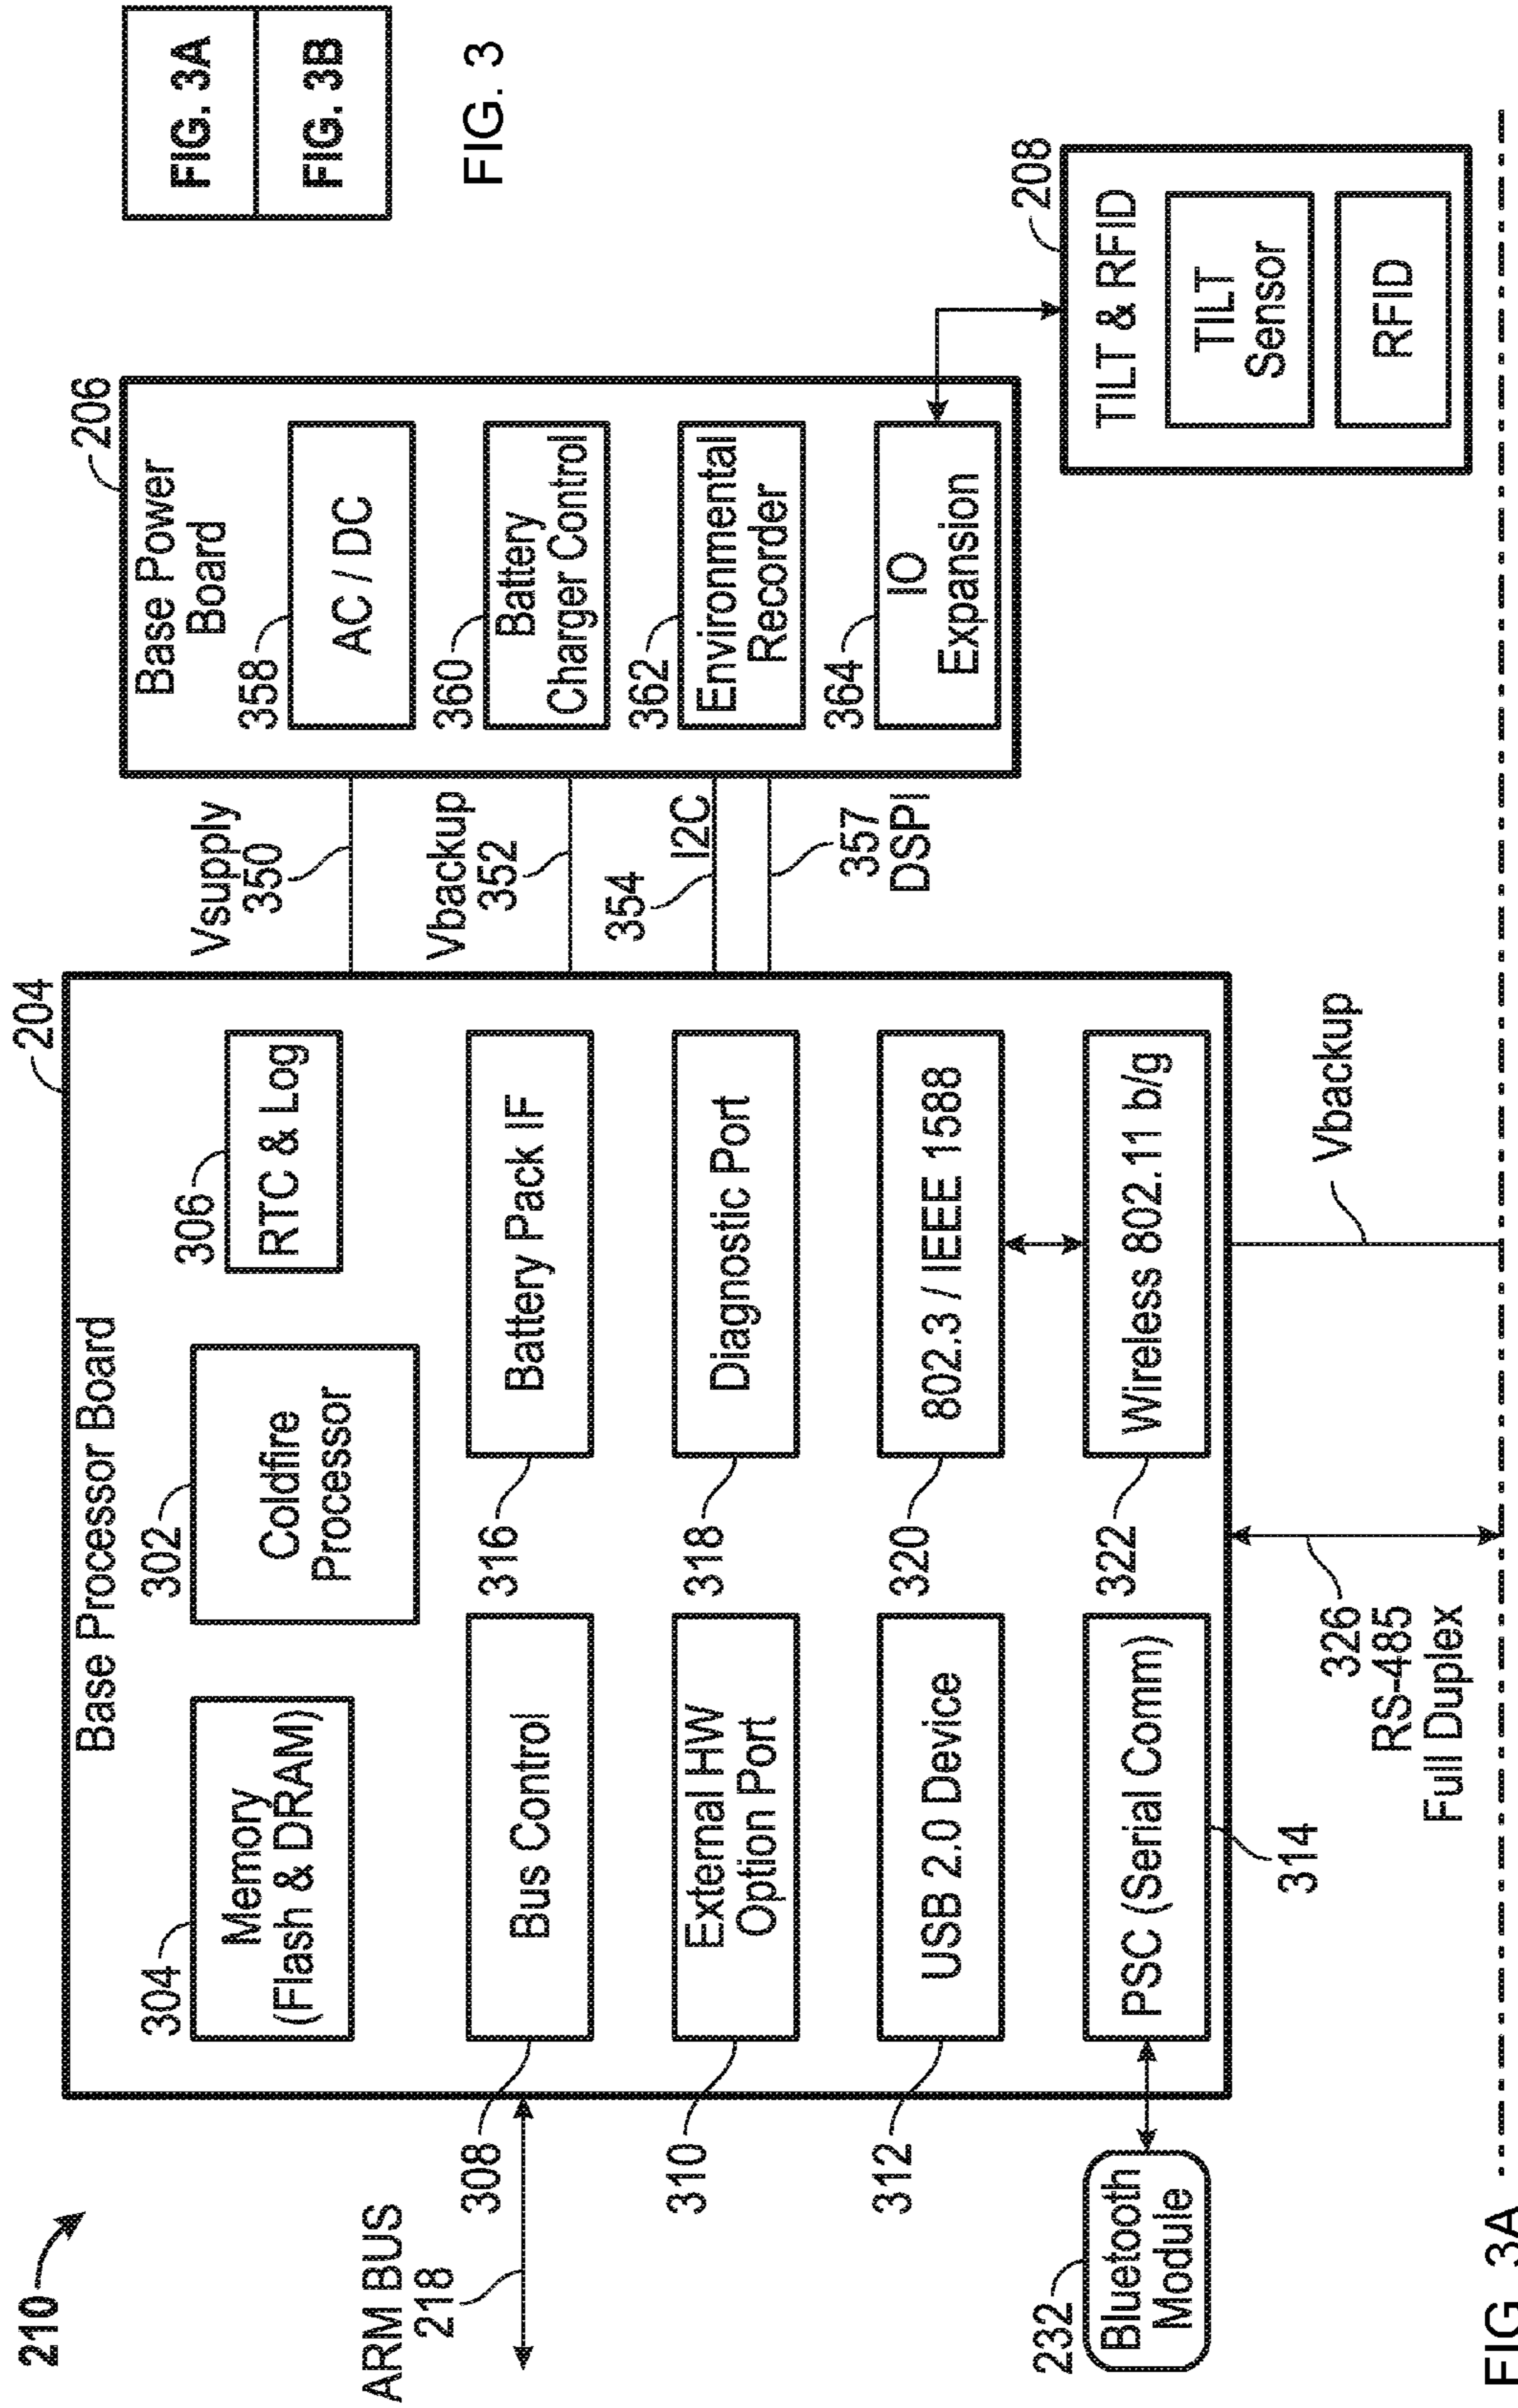 210
Base Processor Board
204
304
Memory
(Flash & DRAM)
302
Coldfire
Processor
306
RTC & Log
ARM BUS
218
308
Bus Control
316
Battery Pack IF
310
External HW
Option Port
318
Diagnostic Port
312
USB 2.0 Device
320
802.3 / IEEE 1588
232
Bluetooth
Module
PSC (Serial Comm)
314
322
Wireless 802.11 b/g
326
RS-485
Full Duplex
Vbackup
Vsupply
350
Vbackup
352
354
I2C
357
DSPI
206
Base Power
Board
358
AC / DC
360
Battery
Charger Control
362
Environmental
Recorder
364
IO
Expansion
208
TILT & RFID
TILT
Sensor
RFID
FIG. 3A
FIG. 3B
FIG. 3
FIG. 3A